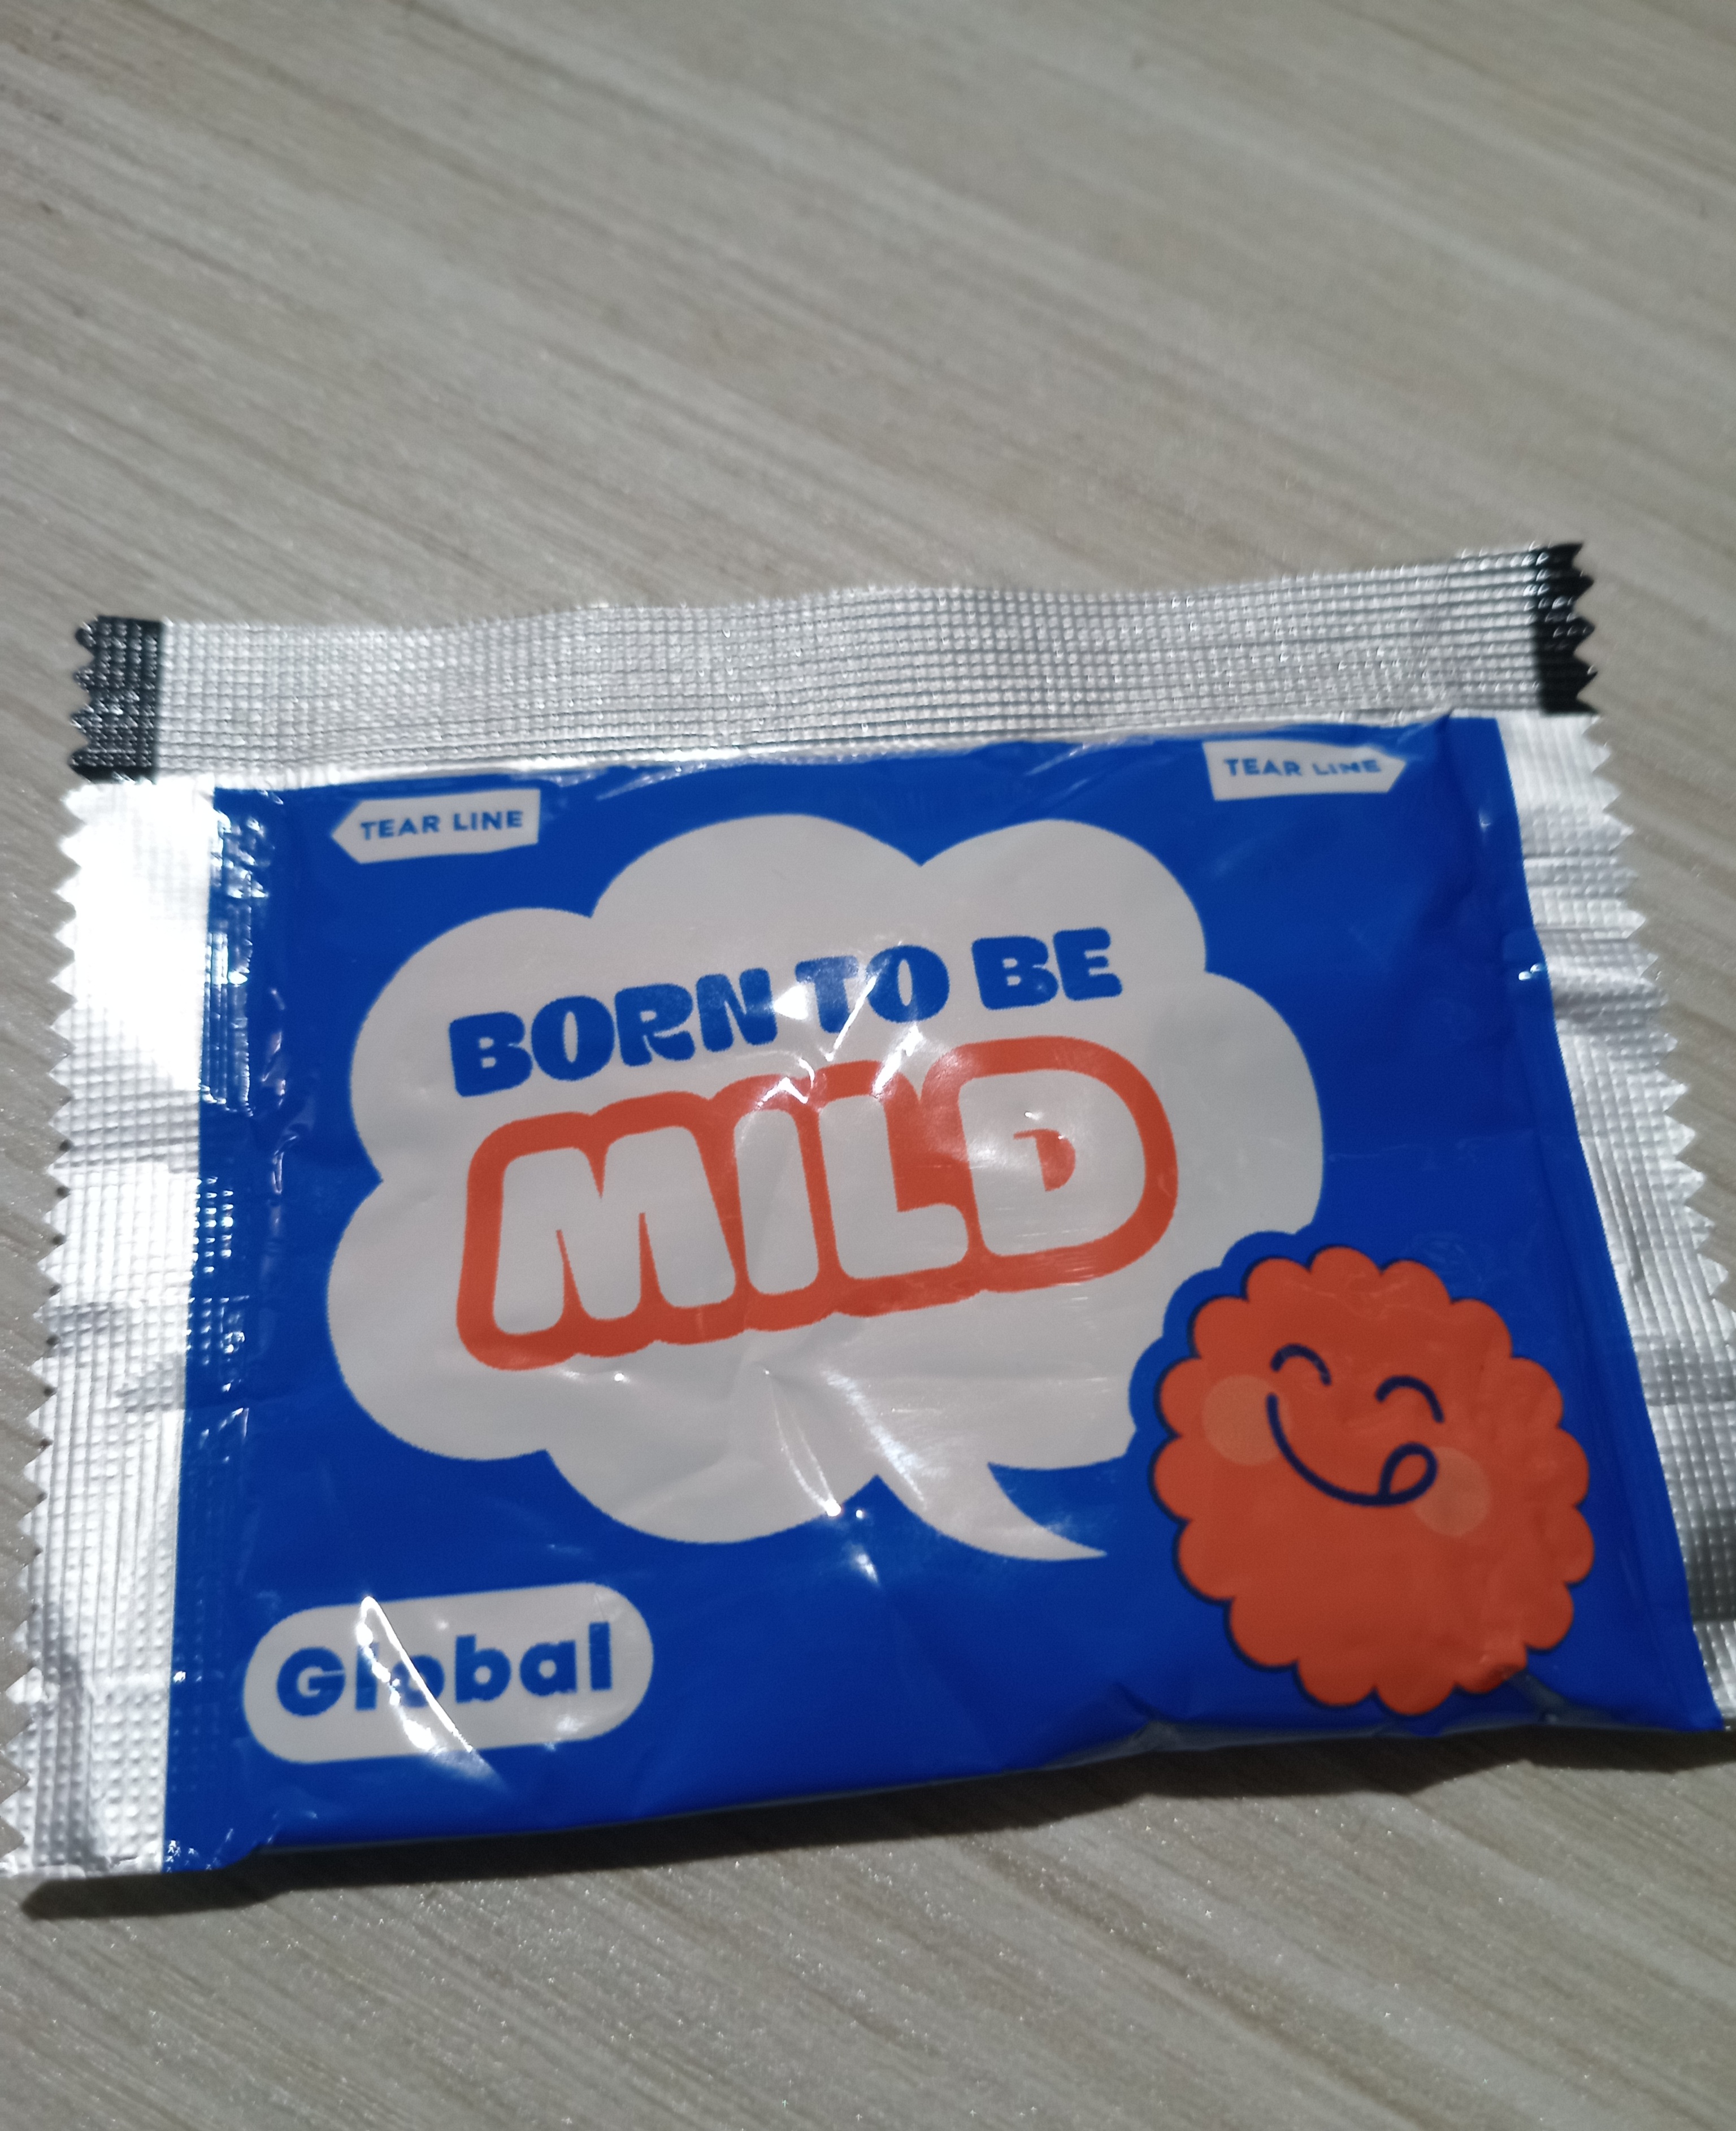 TEAR LINE
TEAR LINE
BORN TO BE
MILD
Global